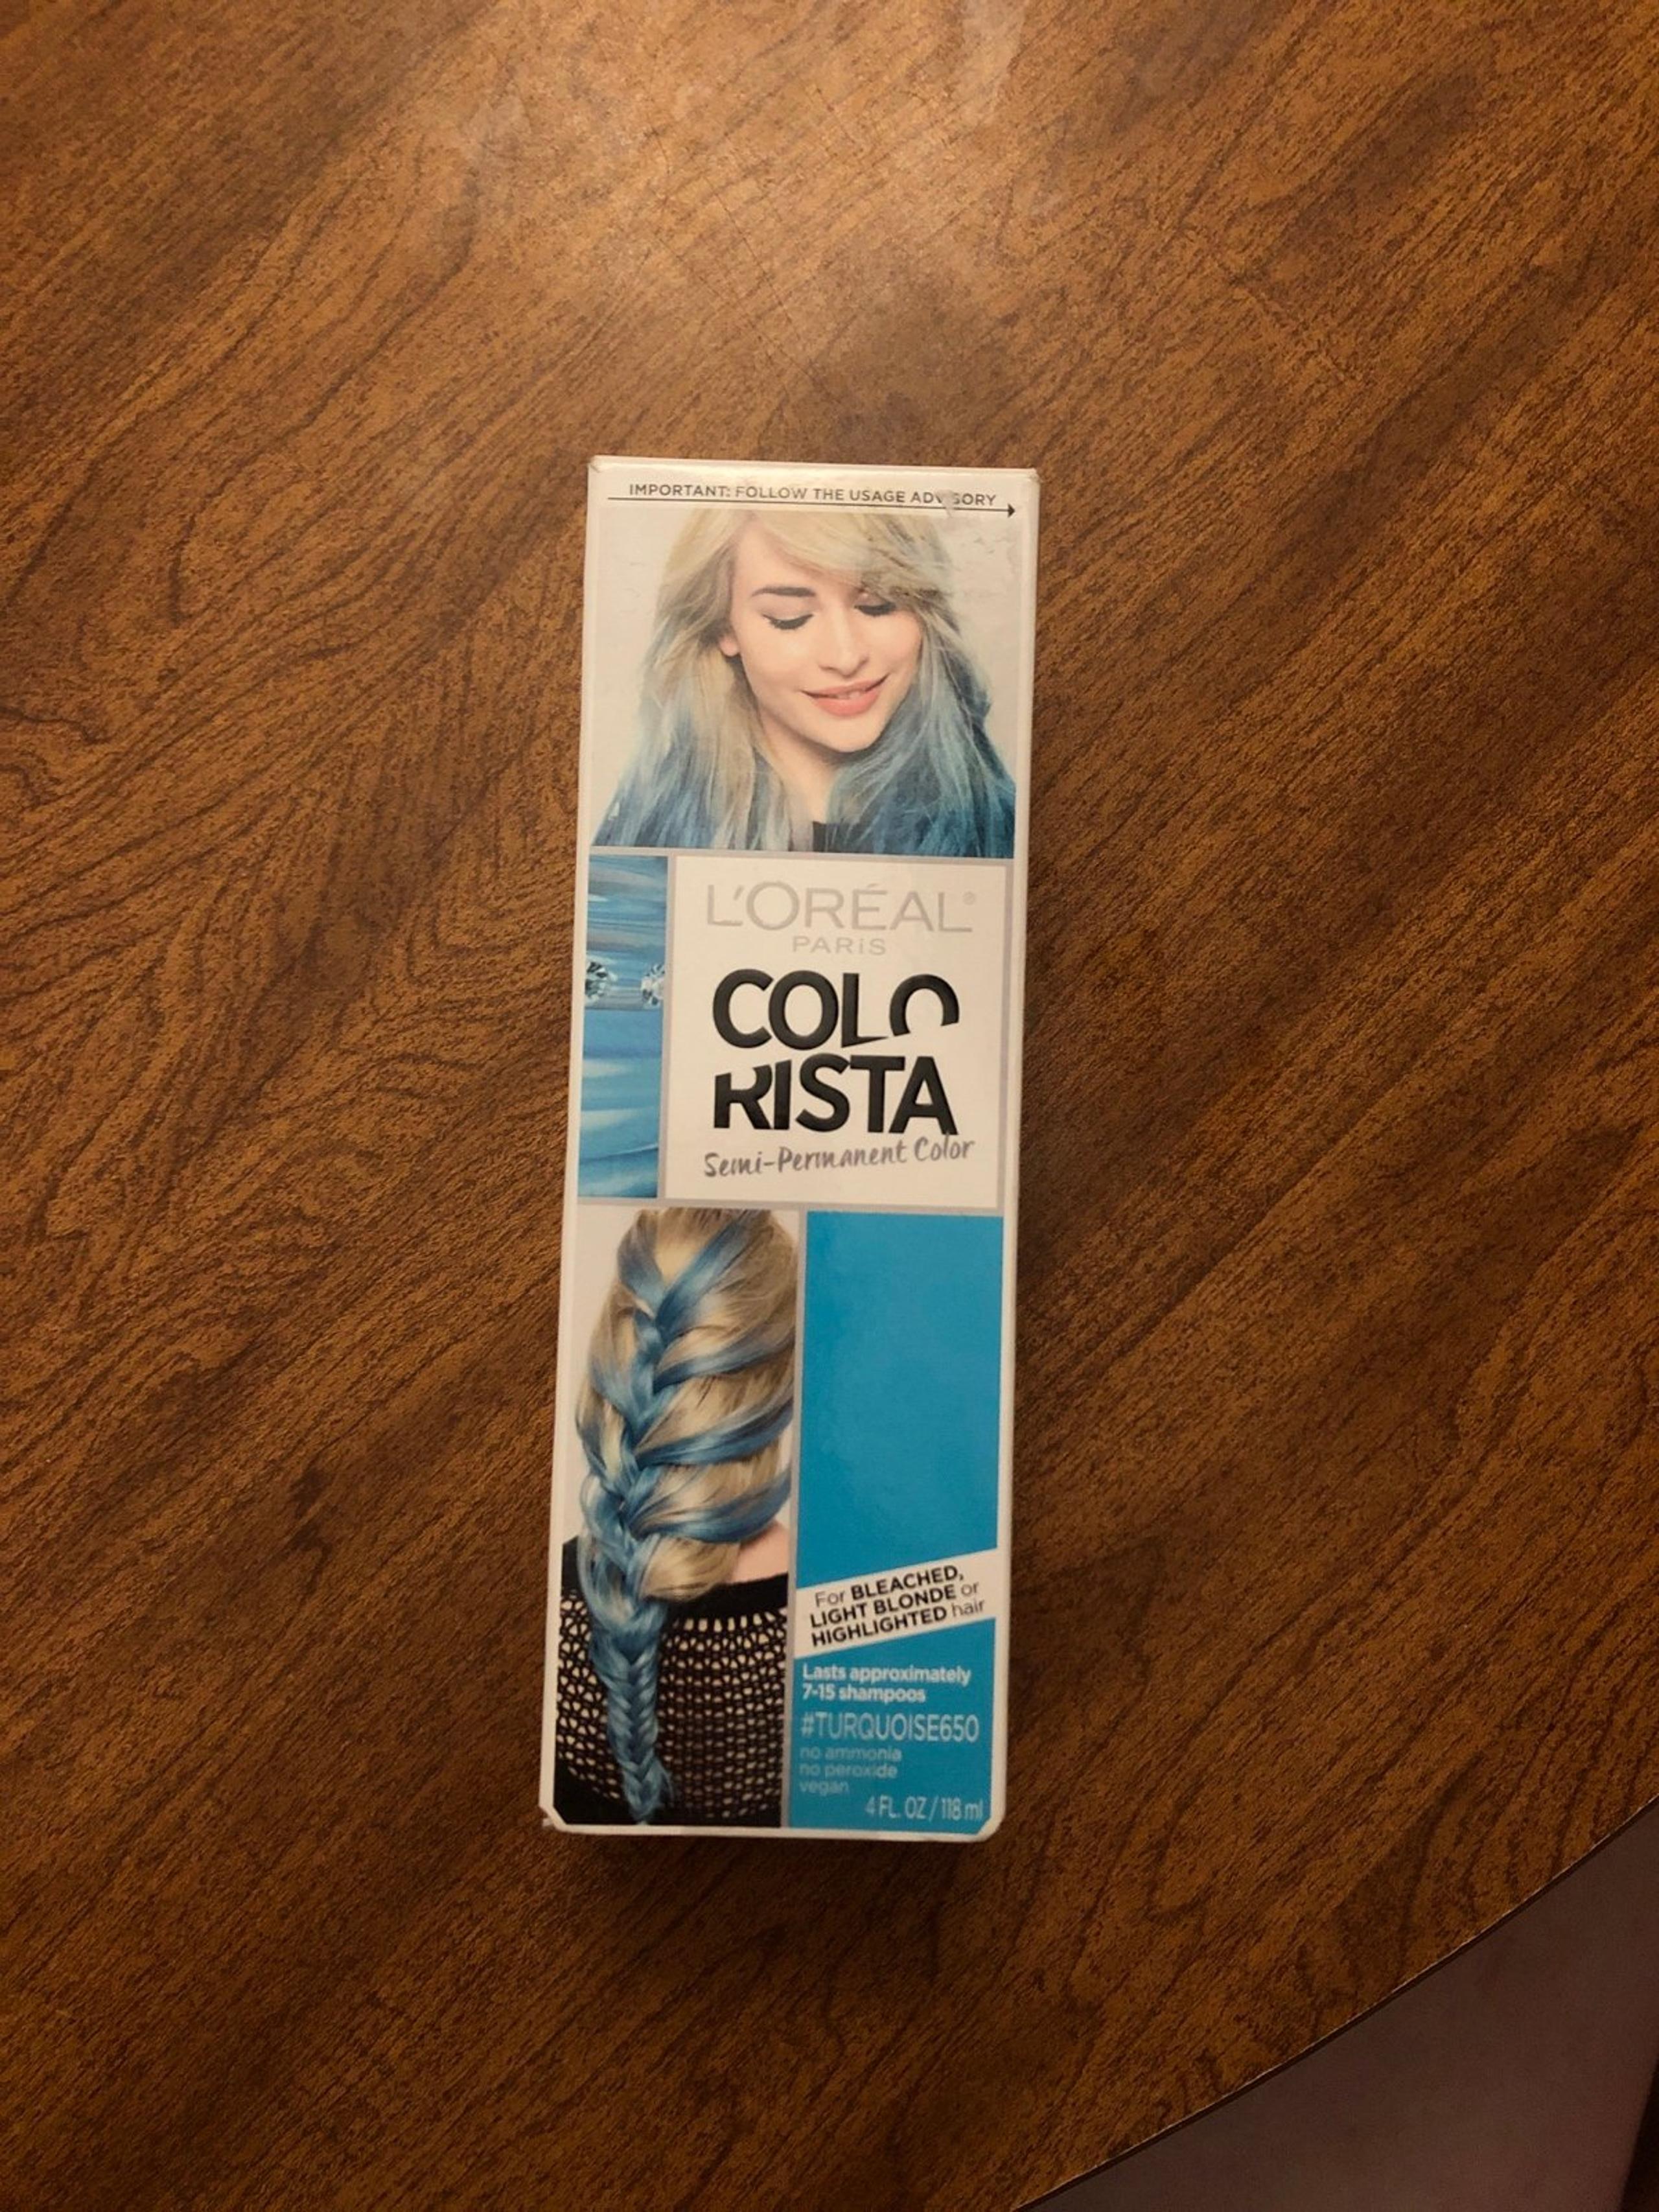 IMPORTANT: FOLLOW THE USAGE ADVISORY
L'ORÉAL®
PARIS
COLO
RISTA
Semi-Permanent Color
For BLEACHED,
LIGHT BLONDE or
HIGHLIGHTED hair
Lasts approximately
7-15 shampoos
#TURQUOISE650
no ammonia
no peroxide
vegan
4 FL. OZ / 118 ml